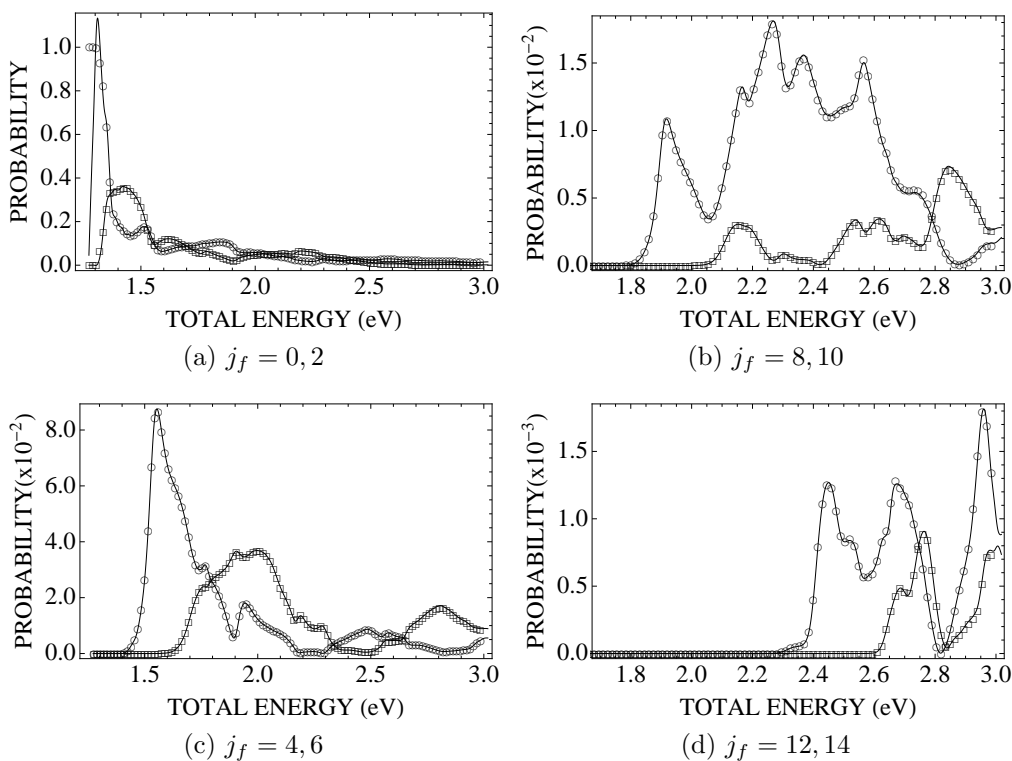 PROBABILITY
1.0
0.8
0.6
0.4
0.2
0.0
1.5 2.0 2.5 3.0
TOTAL ENERGY (eV)
(a) j_f = 0, 2
PROBABILITY(x10⁻²)
1.5
1.0
0.5
0.0
1.8 2.0 2.2 2.4 2.6 2.8 3.0
TOTAL ENERGY (eV)
(b) j_f = 8, 10
PROBABILITY(x10⁻²)
8.0
4.0
2.0
0.0
1.5 2.0 2.5 3.0
TOTAL ENERGY (eV)
(c) j_f = 4, 6
PROBABILITY(x10⁻³)
1.5
1.0
0.5
0.0
1.8 2.0 2.2 2.4 2.6 2.8 3.0
TOTAL ENERGY (eV)
(d) j_f = 12, 14